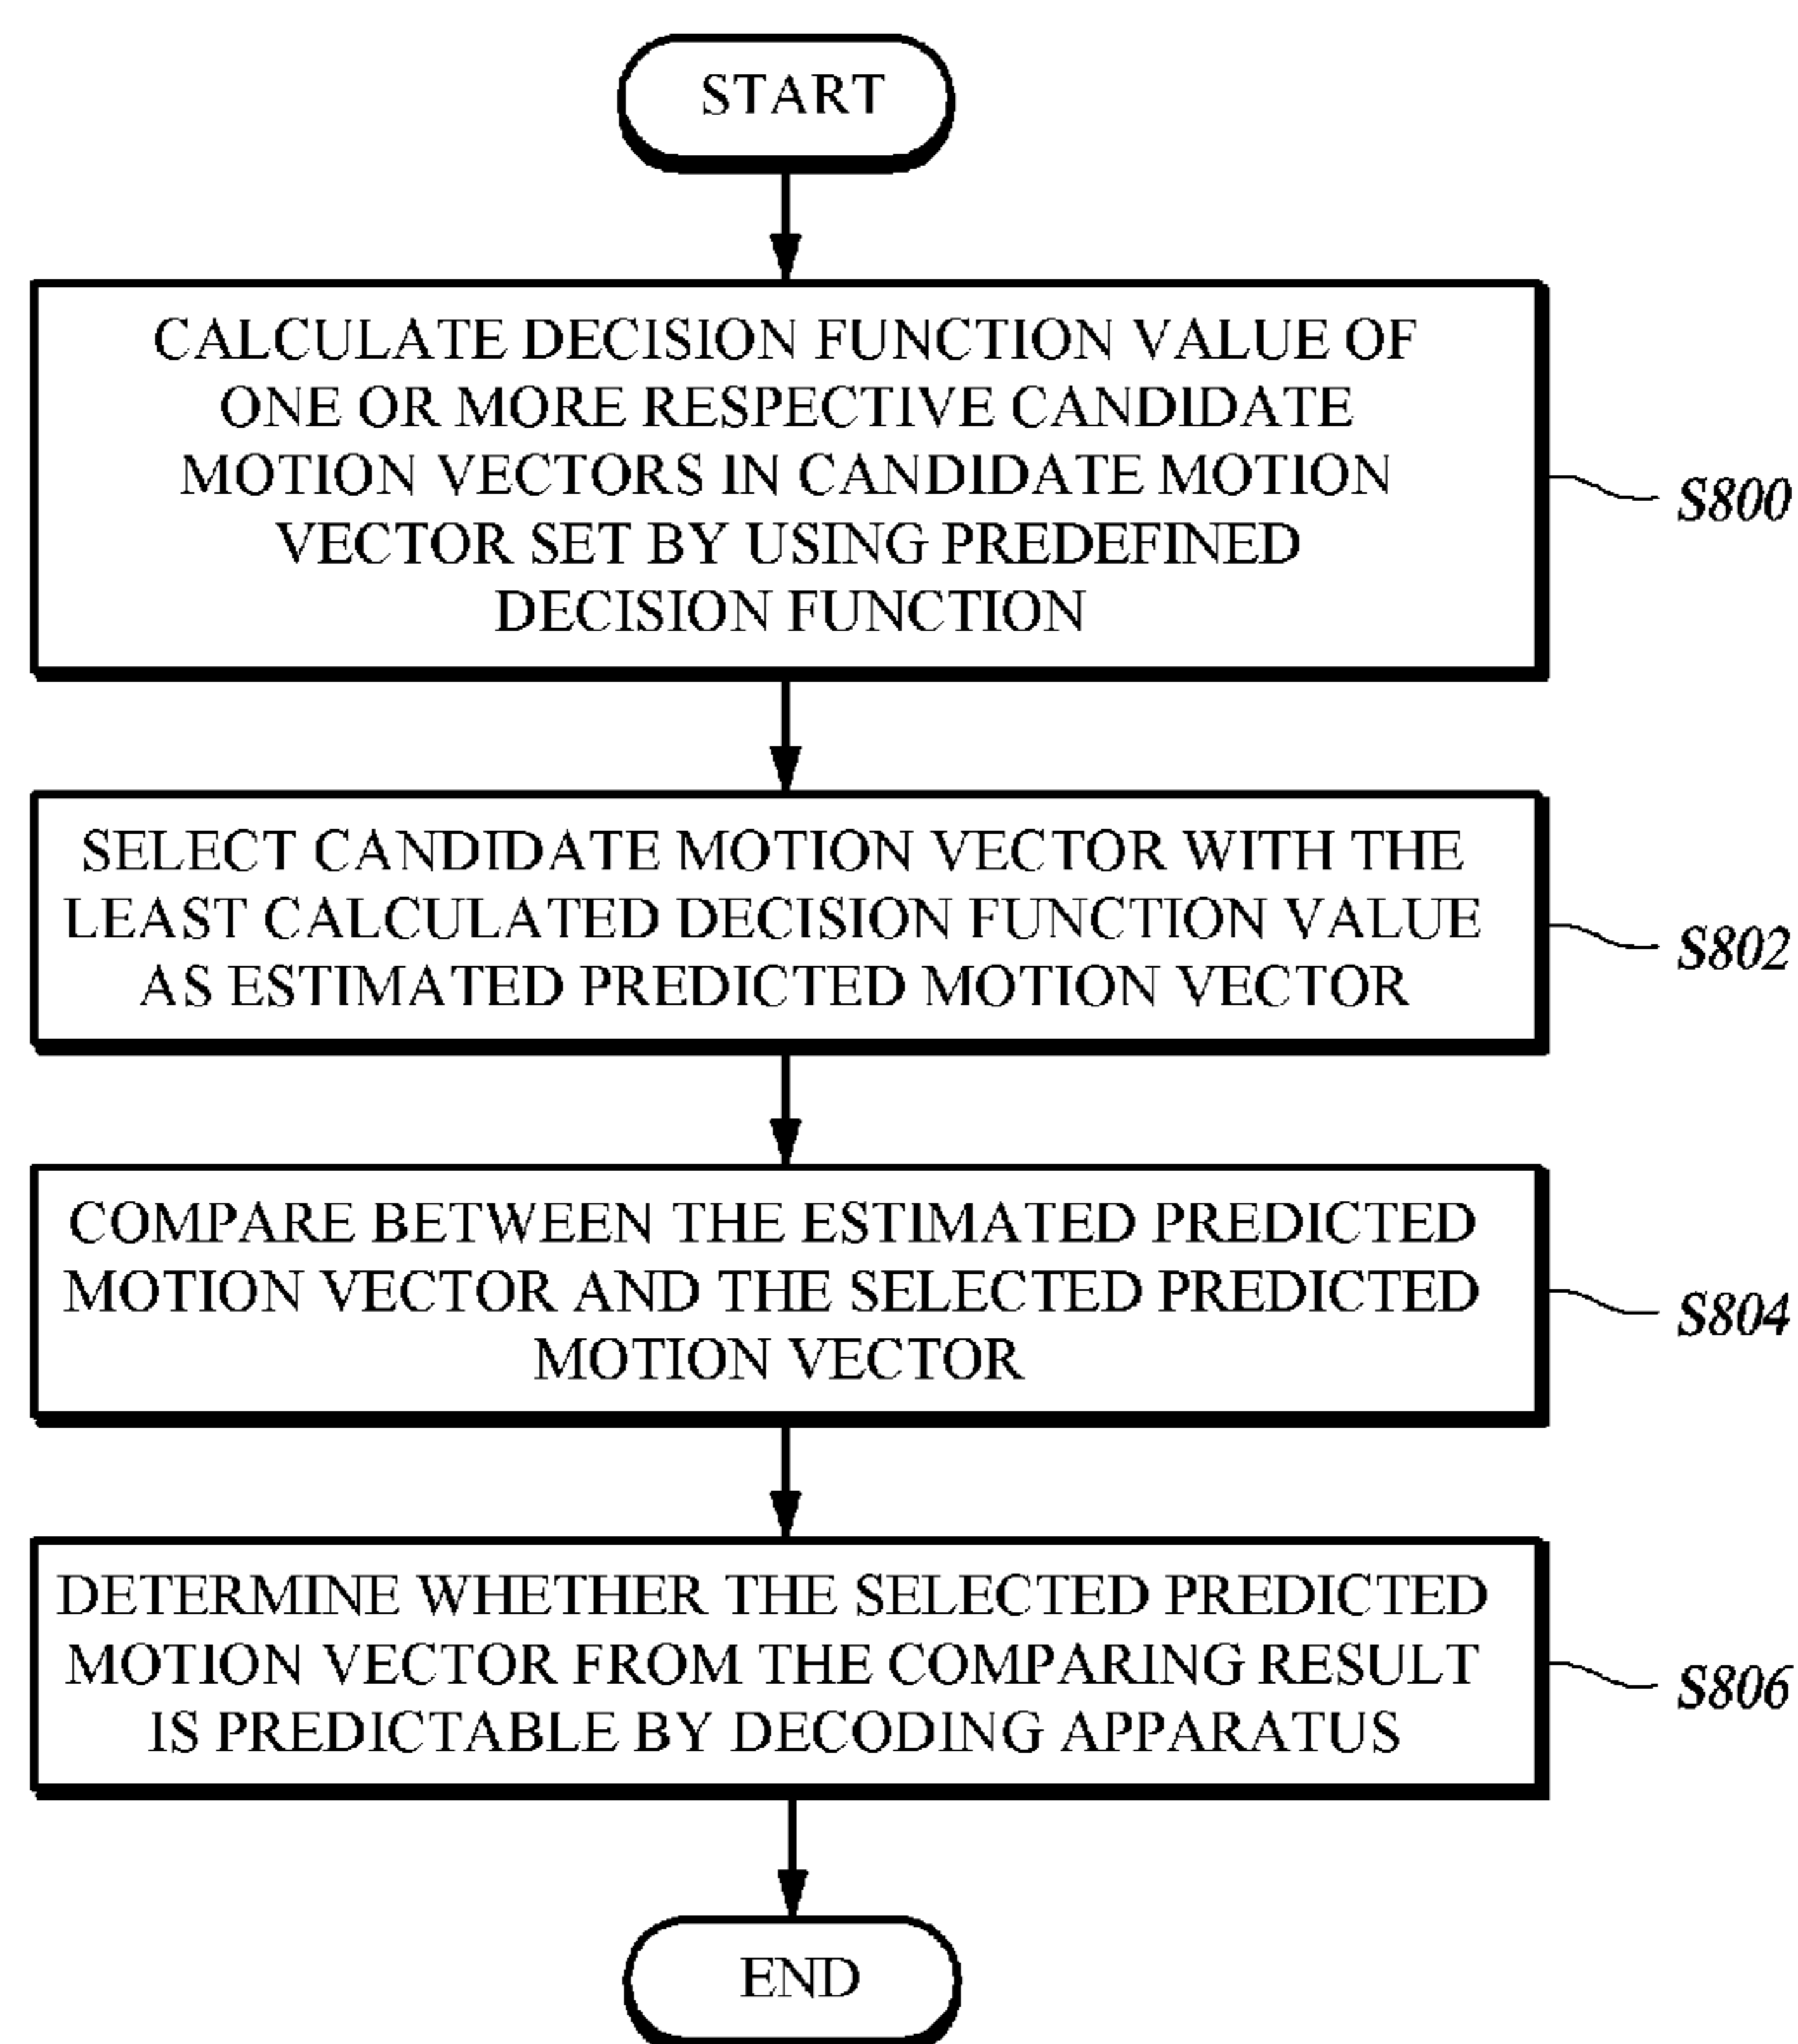 START
CALCULATE DECISION FUNCTION VALUE OF
ONE OR MORE RESPECTIVE CANDIDATE
MOTION VECTORS IN CANDIDATE MOTION
VECTOR SET BY USING PREDEFINED
DECISION FUNCTION
S800
SELECT CANDIDATE MOTION VECTOR WITH THE
LEAST CALCULATED DECISION FUNCTION VALUE
AS ESTIMATED PREDICTED MOTION VECTOR
S802
COMPARE BETWEEN THE ESTIMATED PREDICTED
MOTION VECTOR AND THE SELECTED PREDICTED
MOTION VECTOR
S804
DETERMINE WHETHER THE SELECTED PREDICTED
MOTION VECTOR FROM THE COMPARING RESULT
IS PREDICTABLE BY DECODING APPARATUS
S806
END